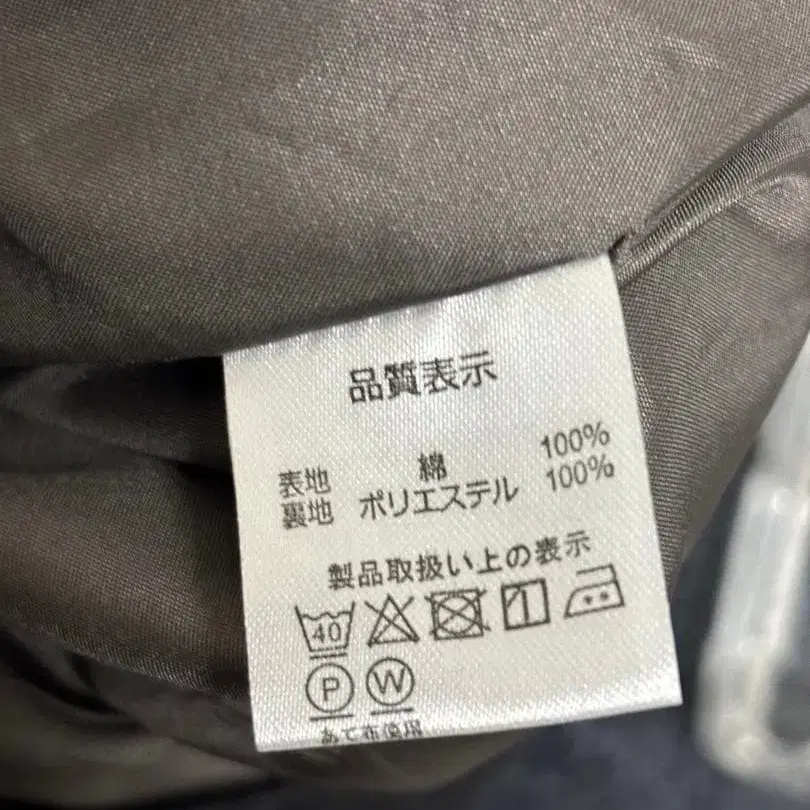 品質表示
表地 綿 100%
裏地 ポリエステル 100%
製品取扱い上の表示
40
P W
あて布使用